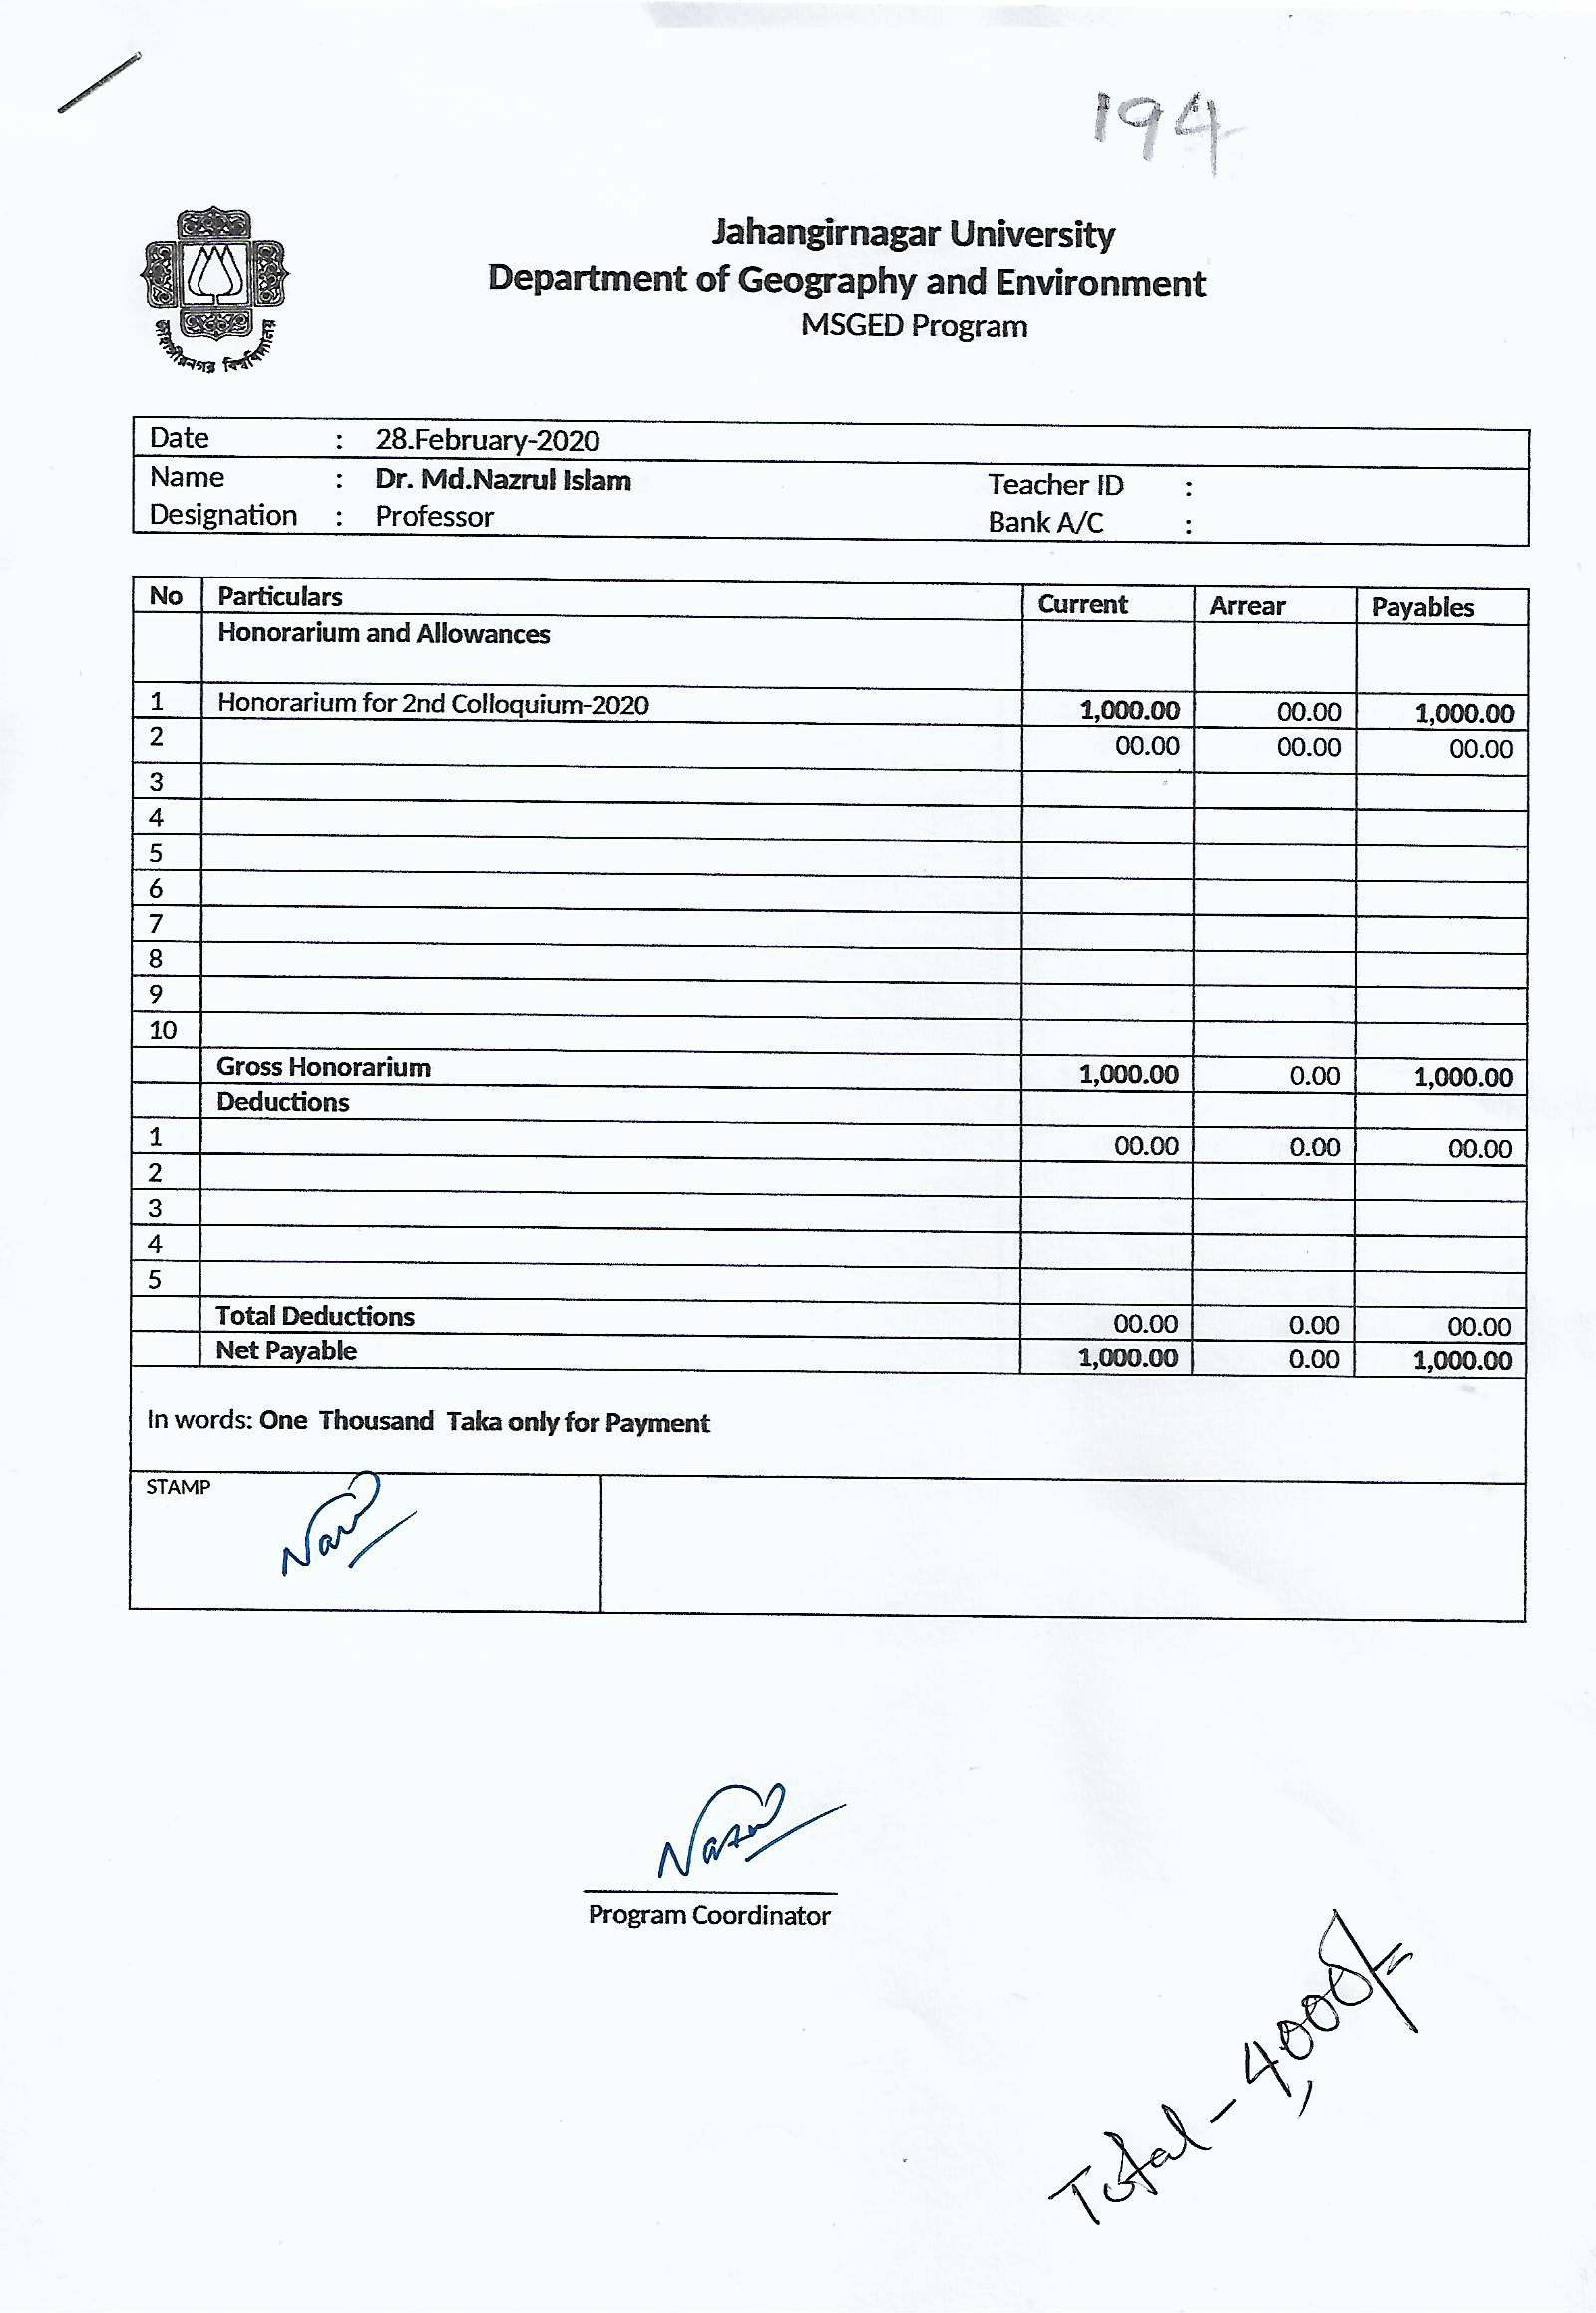 194
জাহাঙ্গীরনগর বিশ্ববিদ্যালয়
Jahangirnagar University
Department of Geography and Environment
MSGED Program
Date : 28.February-2020
Name : Dr. Md.Nazrul Islam Teacher ID :
Designation : Professor Bank A/C :
No Particulars Current Arrear Payables
Honorarium and Allowances
1 Honorarium for 2nd Colloquium-2020 1,000.00 00.00 1,000.00
2 00.00 00.00 00.00
3
4
5
6
7
8
9
10
Gross Honorarium 1,000.00 0.00 1,000.00
Deductions
1 00.00 0.00 00.00
2
3
4
5
Total Deductions 00.00 0.00 00.00
Net Payable 1,000.00 0.00 1,000.00
In words: One Thousand Taka only for Payment
STAMP
Program Coordinator
Total - 4,000/=